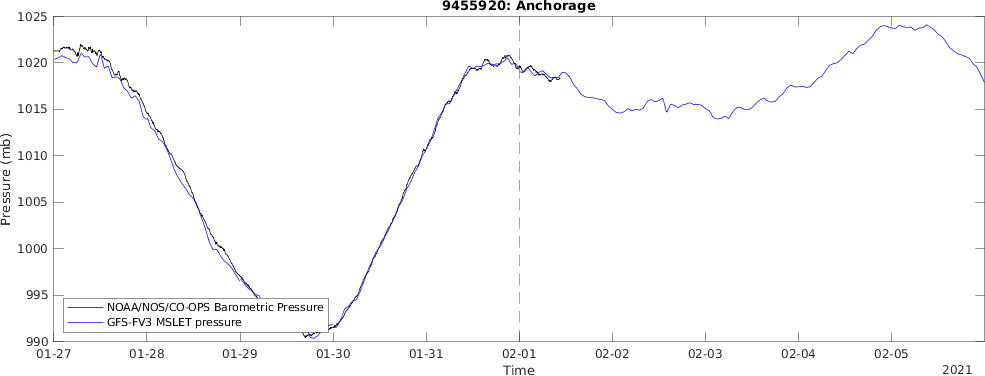 9455920: Anchorage
1025
1020
1015
1010
1005
1000
995
990
Pressure (mb)
NOAA/NOS/CO-OPS Barometric Pressure
GFS-FV3 MSLET pressure
01-27 01-28 01-29 01-30 01-31 02-01 02-02 02-03 02-04 02-05
Time
2021